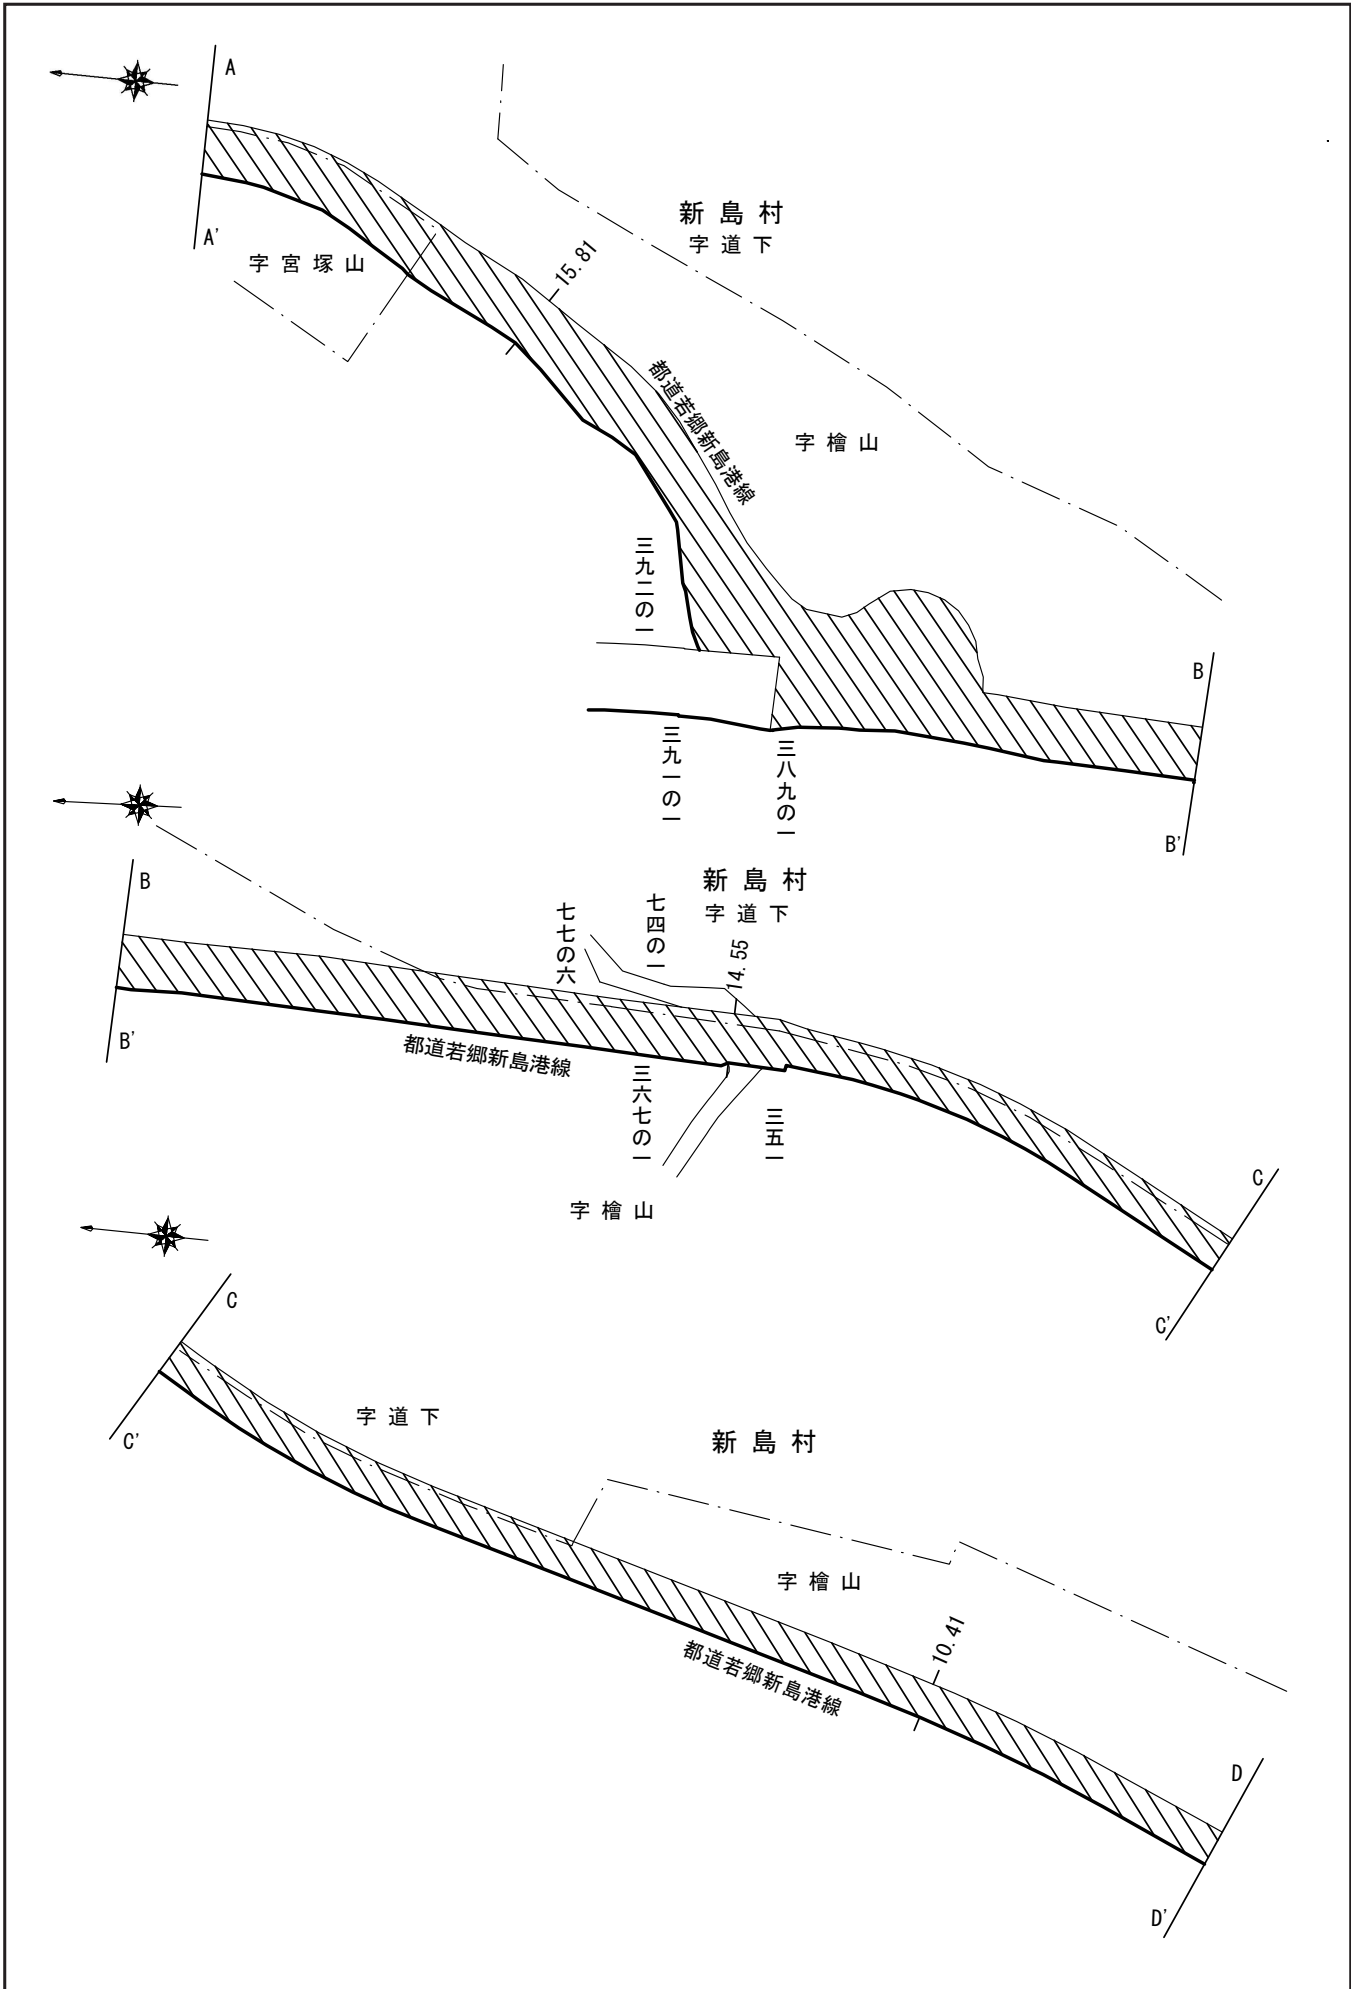 A
A'
字宮塚山
新島村
字道下
15.81
都道若郷新島港線
字檜山
三九二の一
三九一の一
三八九の一
B
B'
B
B'
新島村
字道下
七七の六
七四の一
14.55
都道若郷新島港線
三六七の一
三五一
字檜山
C
C'
C
C'
字道下
新島村
字檜山
10.41
都道若郷新島港線
D
D'